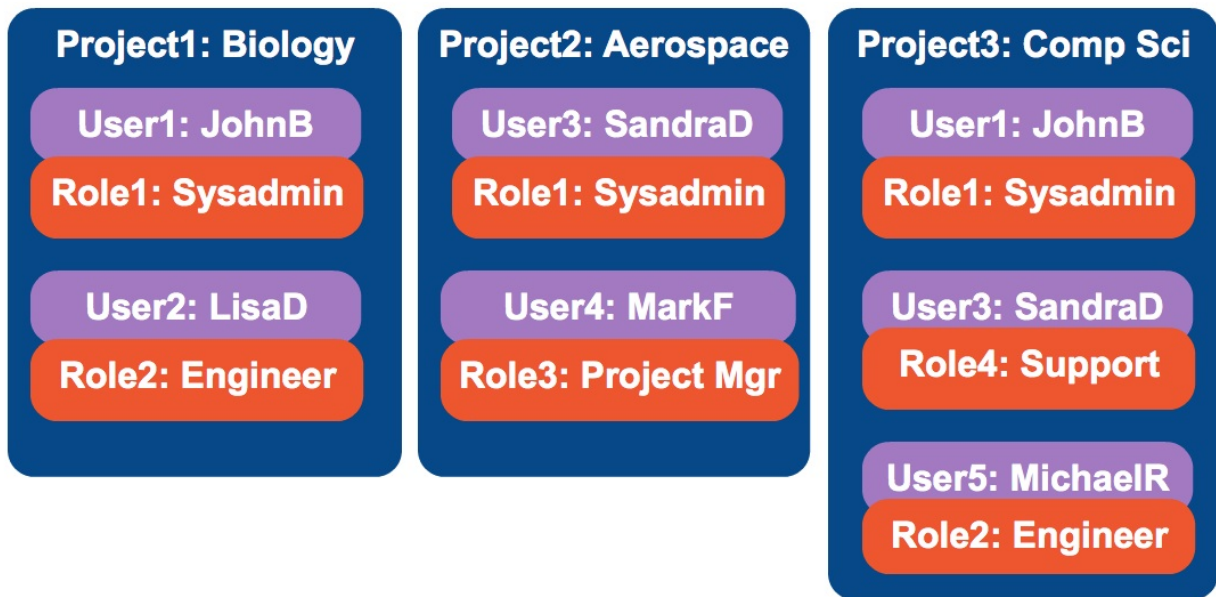 Project1: Biology
User1: JohnB
Role1: Sysadmin
User2: LisaD
Role2: Engineer
Project2: Aerospace
User3: SandraD
Role1: Sysadmin
User4: MarkF
Role3: Project Mgr
Project3: Comp Sci
User1: JohnB
Role1: Sysadmin
User3: SandraD
Role4: Support
User5: MichaelR
Role2: Engineer